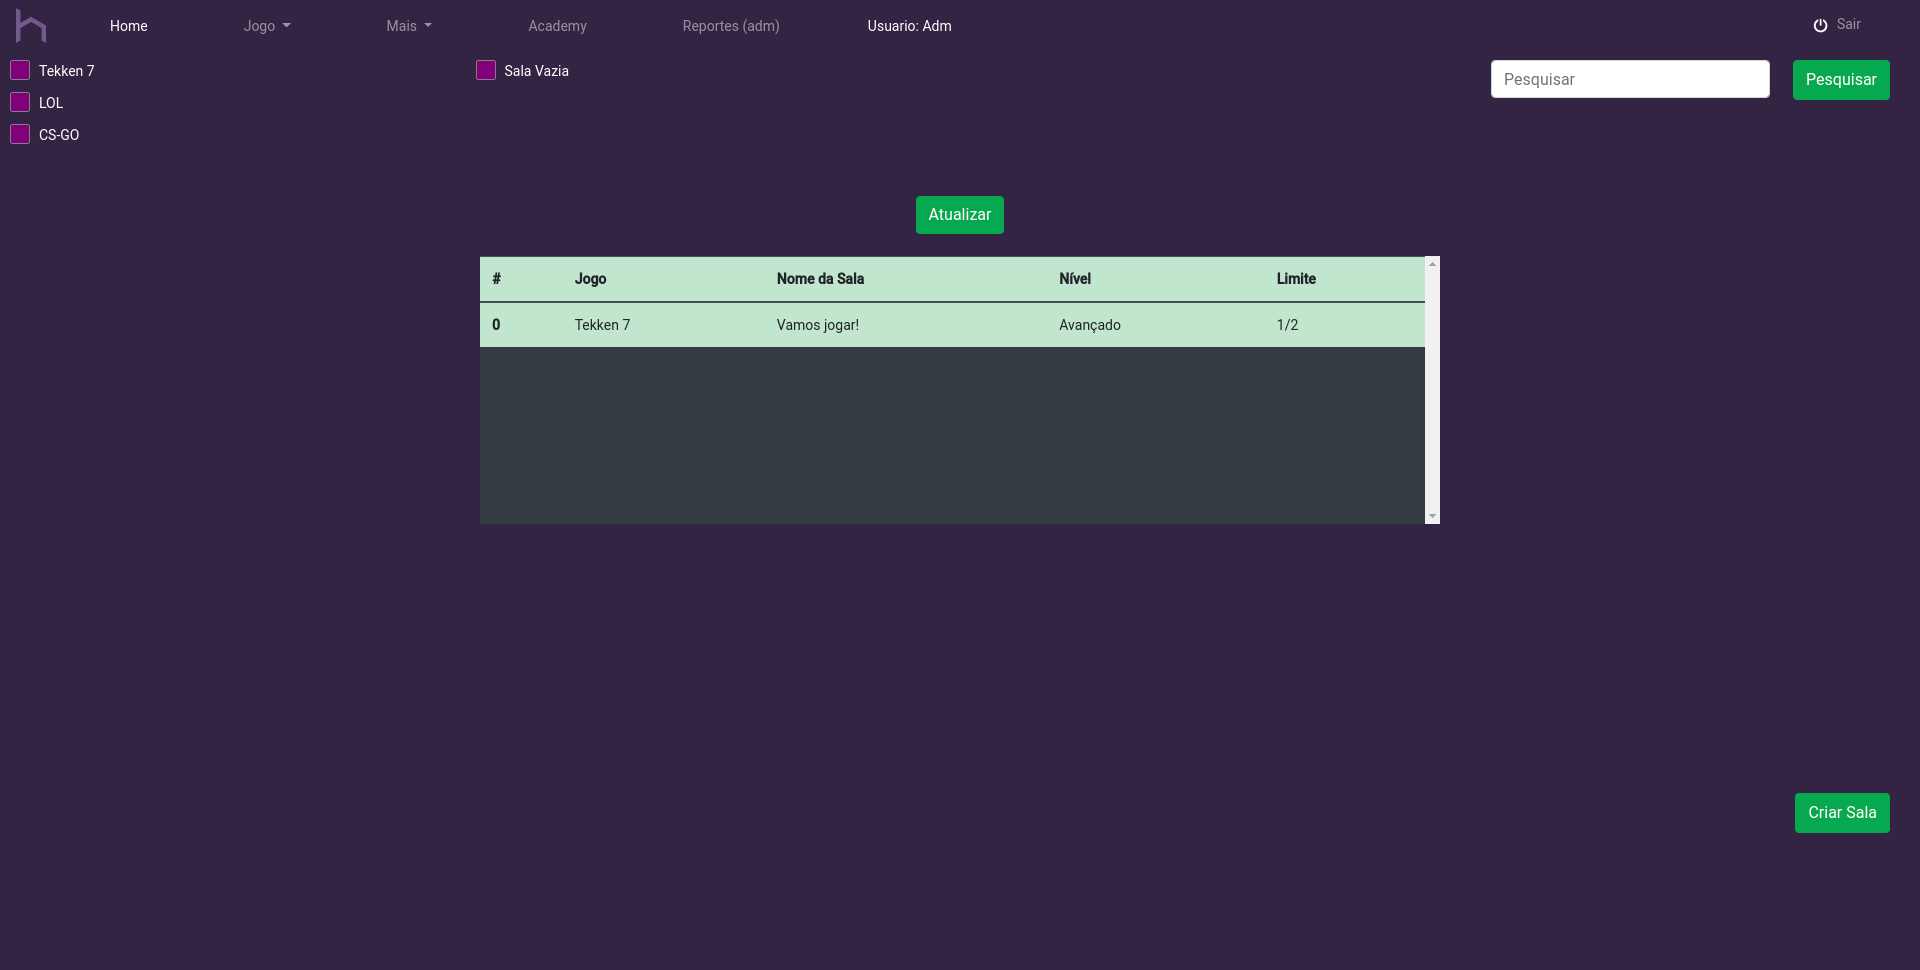 Home Jogo Mais Academy Reportes (adm) Usuario: Adm Sair
Tekken 7 Sala Vazia Pesquisar Pesquisar
LOL
CS-GO
Atualizar
# Jogo Nome da Sala Nível Limite
0 Tekken 7 Vamos jogar! Avançado 1/2
Criar Sala